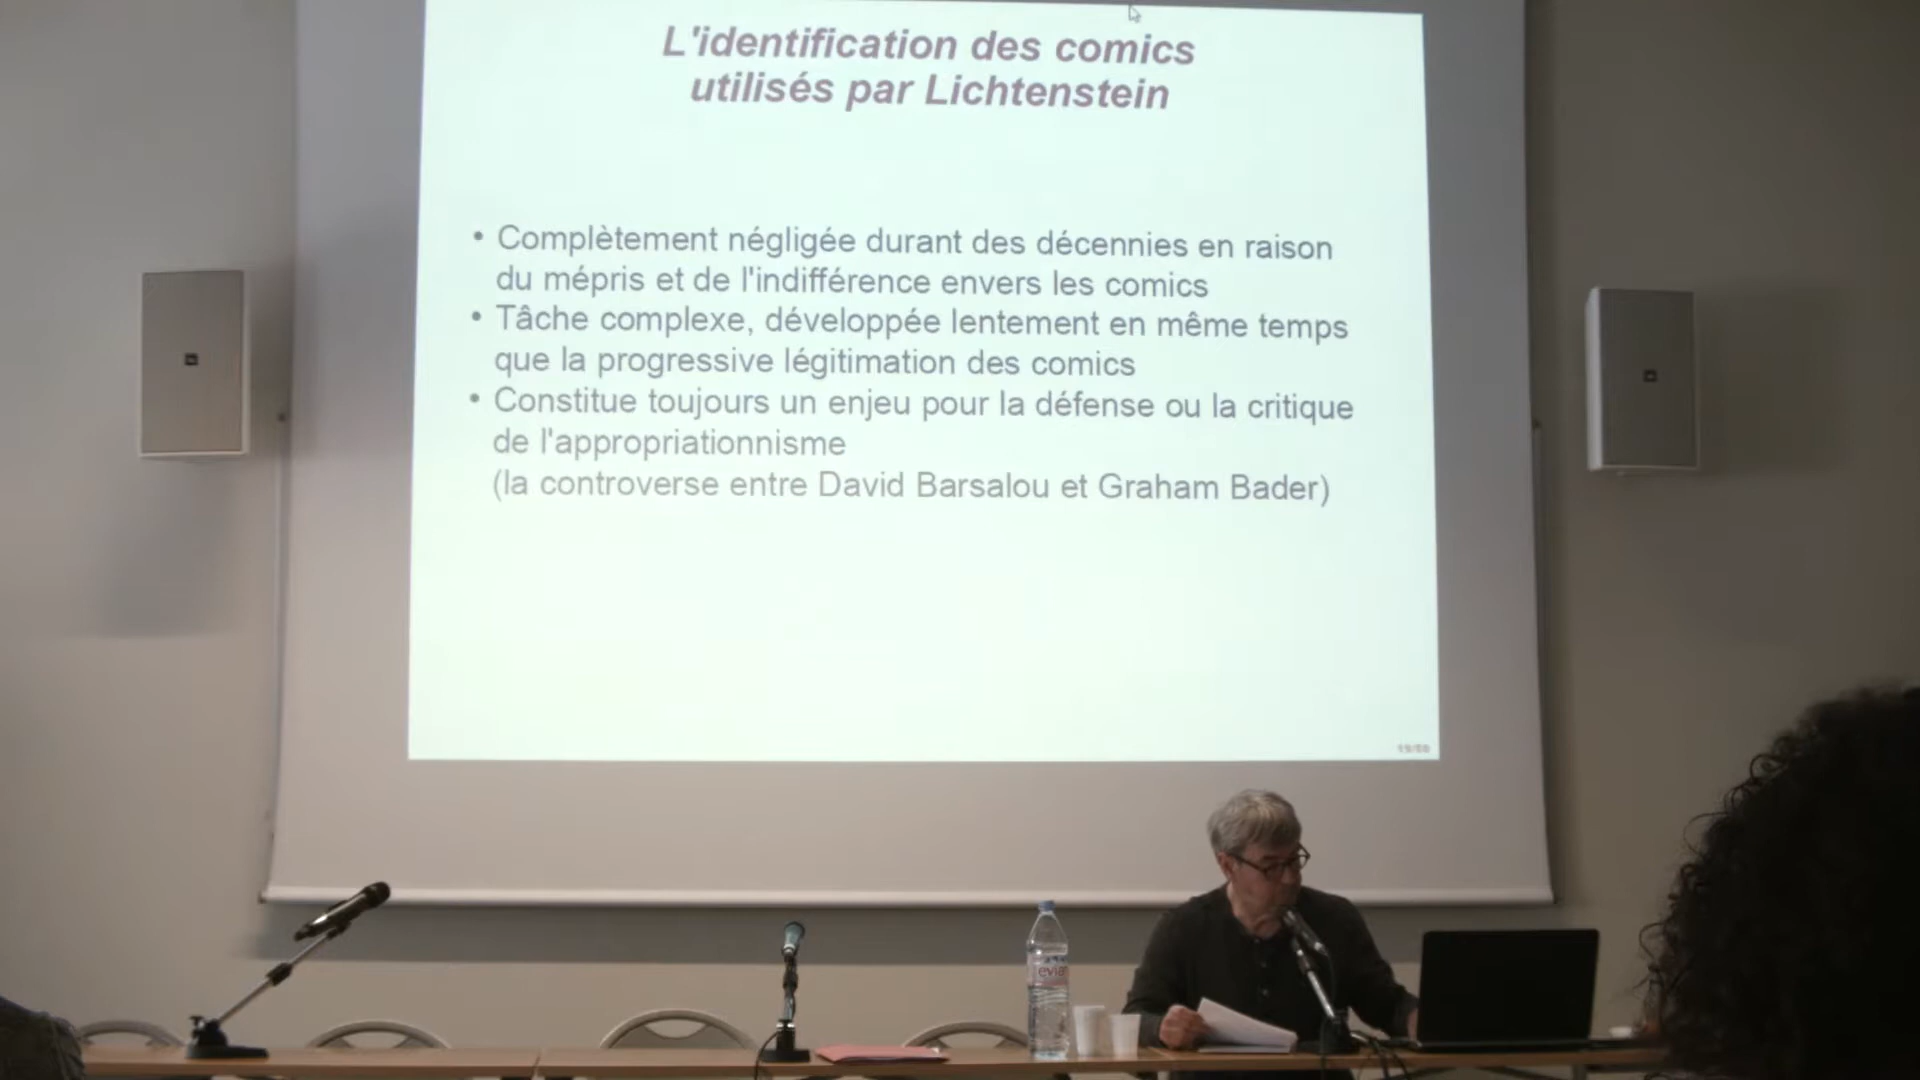 L'identification des comics
utilisés par Lichtenstein
• Complètement négligée durant des décennies en raison
du mépris et de l'indifférence envers les comics
• Tâche complexe, développée lentement en même temps
que la progressive légitimation des comics
• Constitue toujours un enjeu pour la défense ou la critique
de l'appropriationnisme
(la controverse entre David Barsalou et Graham Bader)
evian